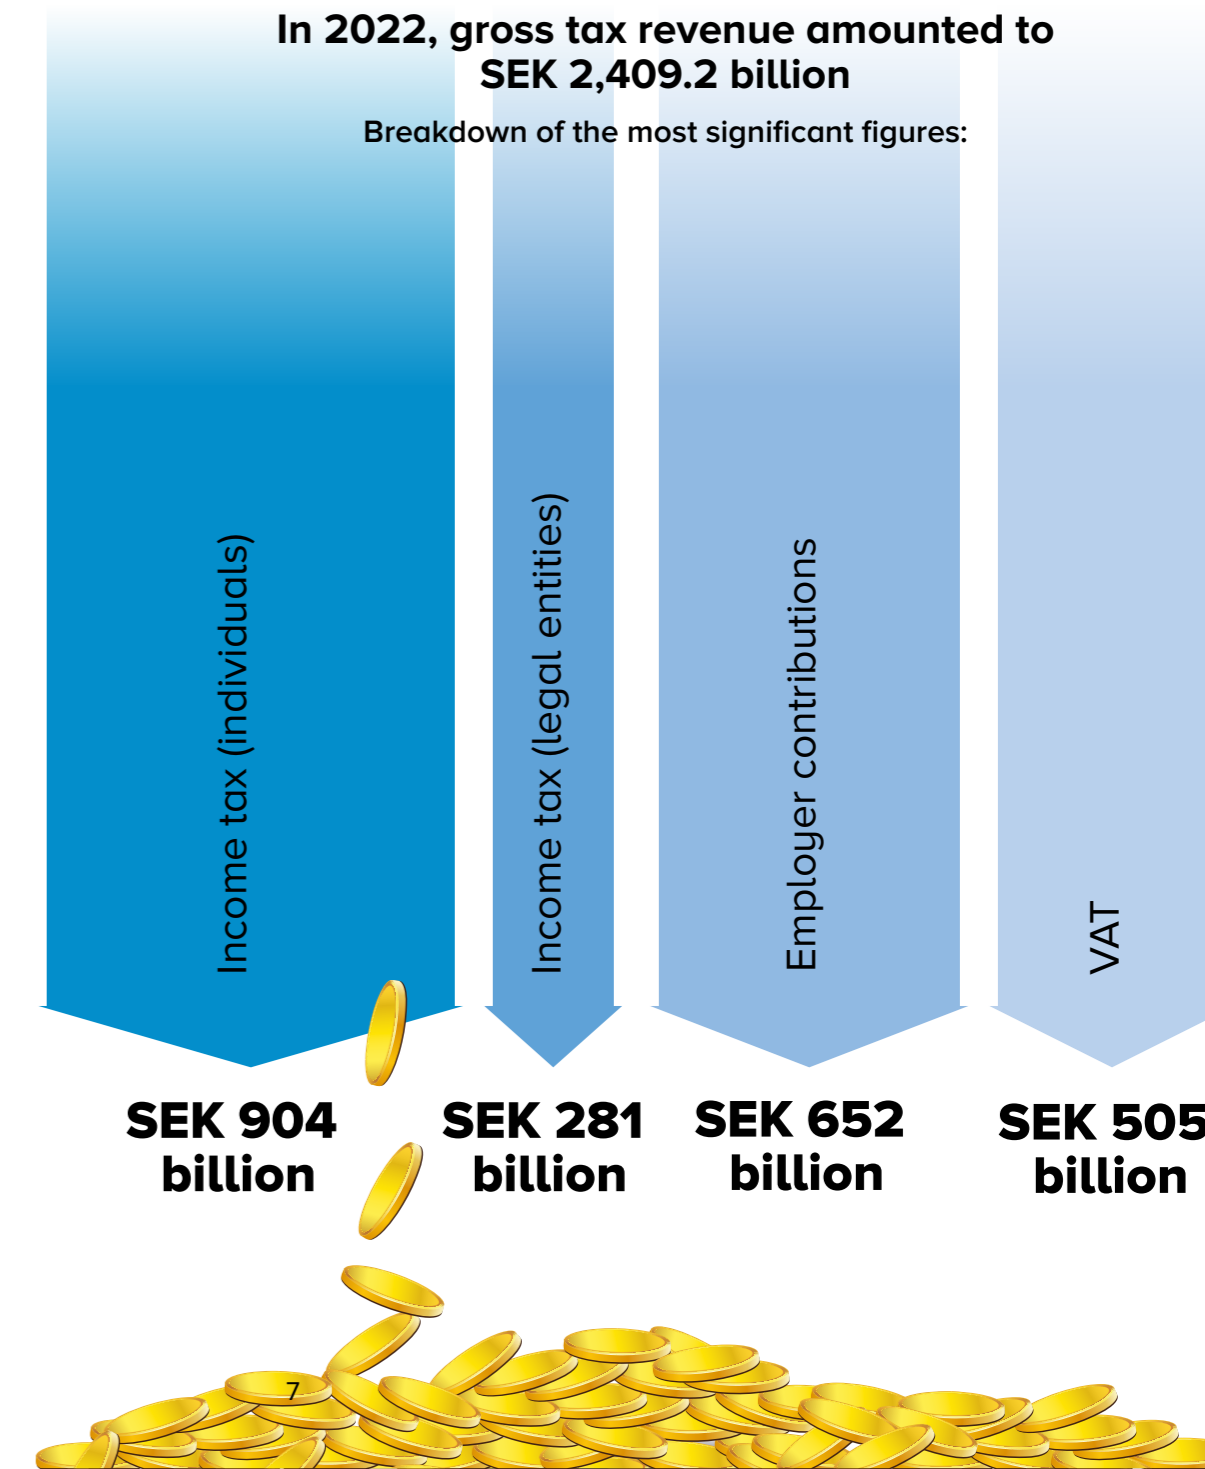 In 2022, gross tax revenue amounted to
SEK 2,409.2 billion
Breakdown of the most significant figures:
Income tax (individuals)
Income tax (legal entities)
Employer contributions
VAT
SEK 904
billion
SEK 281
billion
SEK 652
billion
SEK 505
billion
7